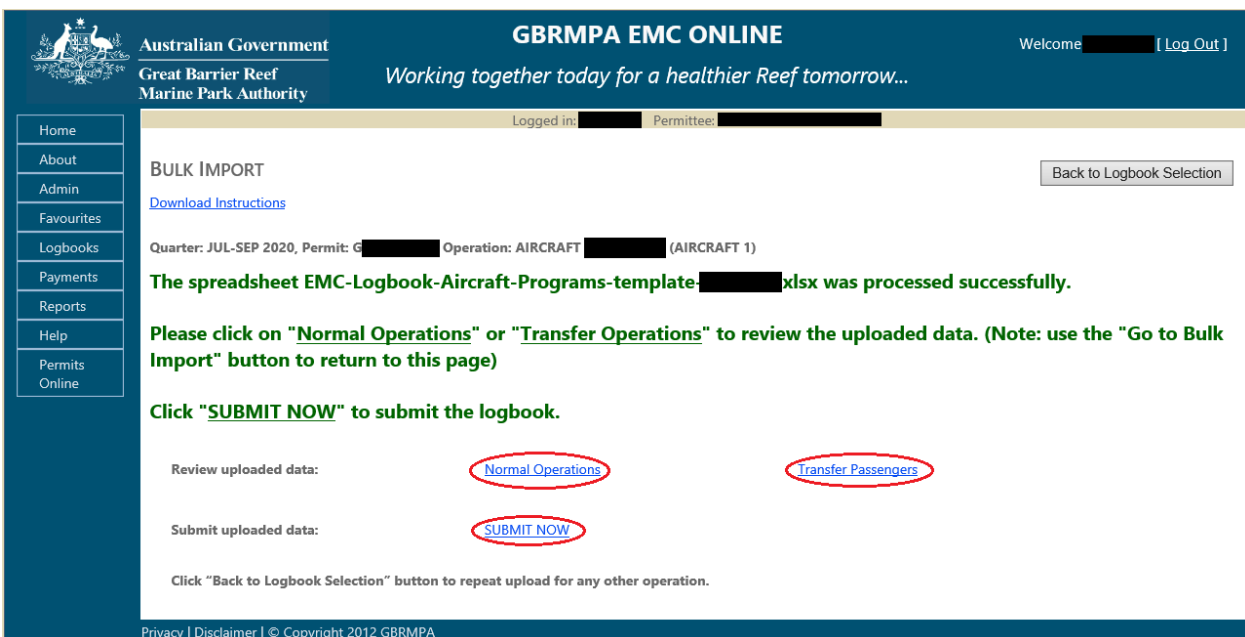 Australian Government
Great Barrier Reef
Marine Park Authority
GBRMPA EMC ONLINE
Working together today for a healthier Reef tomorrow...
Welcome [ Log Out ]
Logged in: Permittee:
Home
About
Admin
Favourites
Logbooks
Payments
Reports
Help
Permits
Online
BULK IMPORT
Back to Logbook Selection
Download Instructions
Quarter: JUL-SEP 2020, Permit: G Operation: AIRCRAFT (AIRCRAFT 1)
The spreadsheet EMC-Logbook-Aircraft-Programs-template- xlsx was processed successfully.
Please click on "Normal Operations" or "Transfer Operations" to review the uploaded data. (Note: use the "Go to Bulk
Import" button to return to this page)
Click "SUBMIT NOW" to submit the logbook.
Review uploaded data: Normal Operations Transfer Passengers
Submit uploaded data: SUBMIT NOW
Click “Back to Logbook Selection” button to repeat upload for any other operation.
Privacy | Disclaimer | © Copyright 2012 GBRMPA